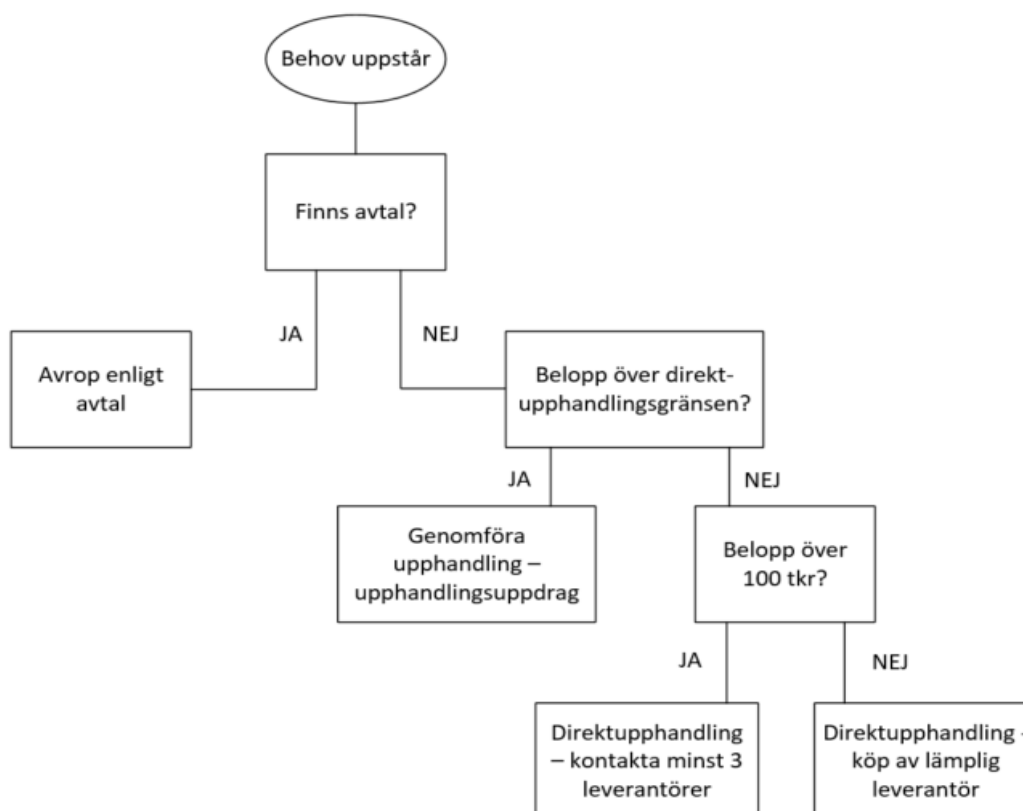 Behov uppstår
Finns avtal?
JA
NEJ
Avrop enligt
avtal
Belopp över direkt-
upphandlingsgränsen?
JA
NEJ
Genomföra
upphandling –
upphandlingsuppdrag
Belopp över
100 tkr?
JA
NEJ
Direktupphandling
– kontakta minst 3
leverantörer
Direktupphandling –
köp av lämplig
leverantör